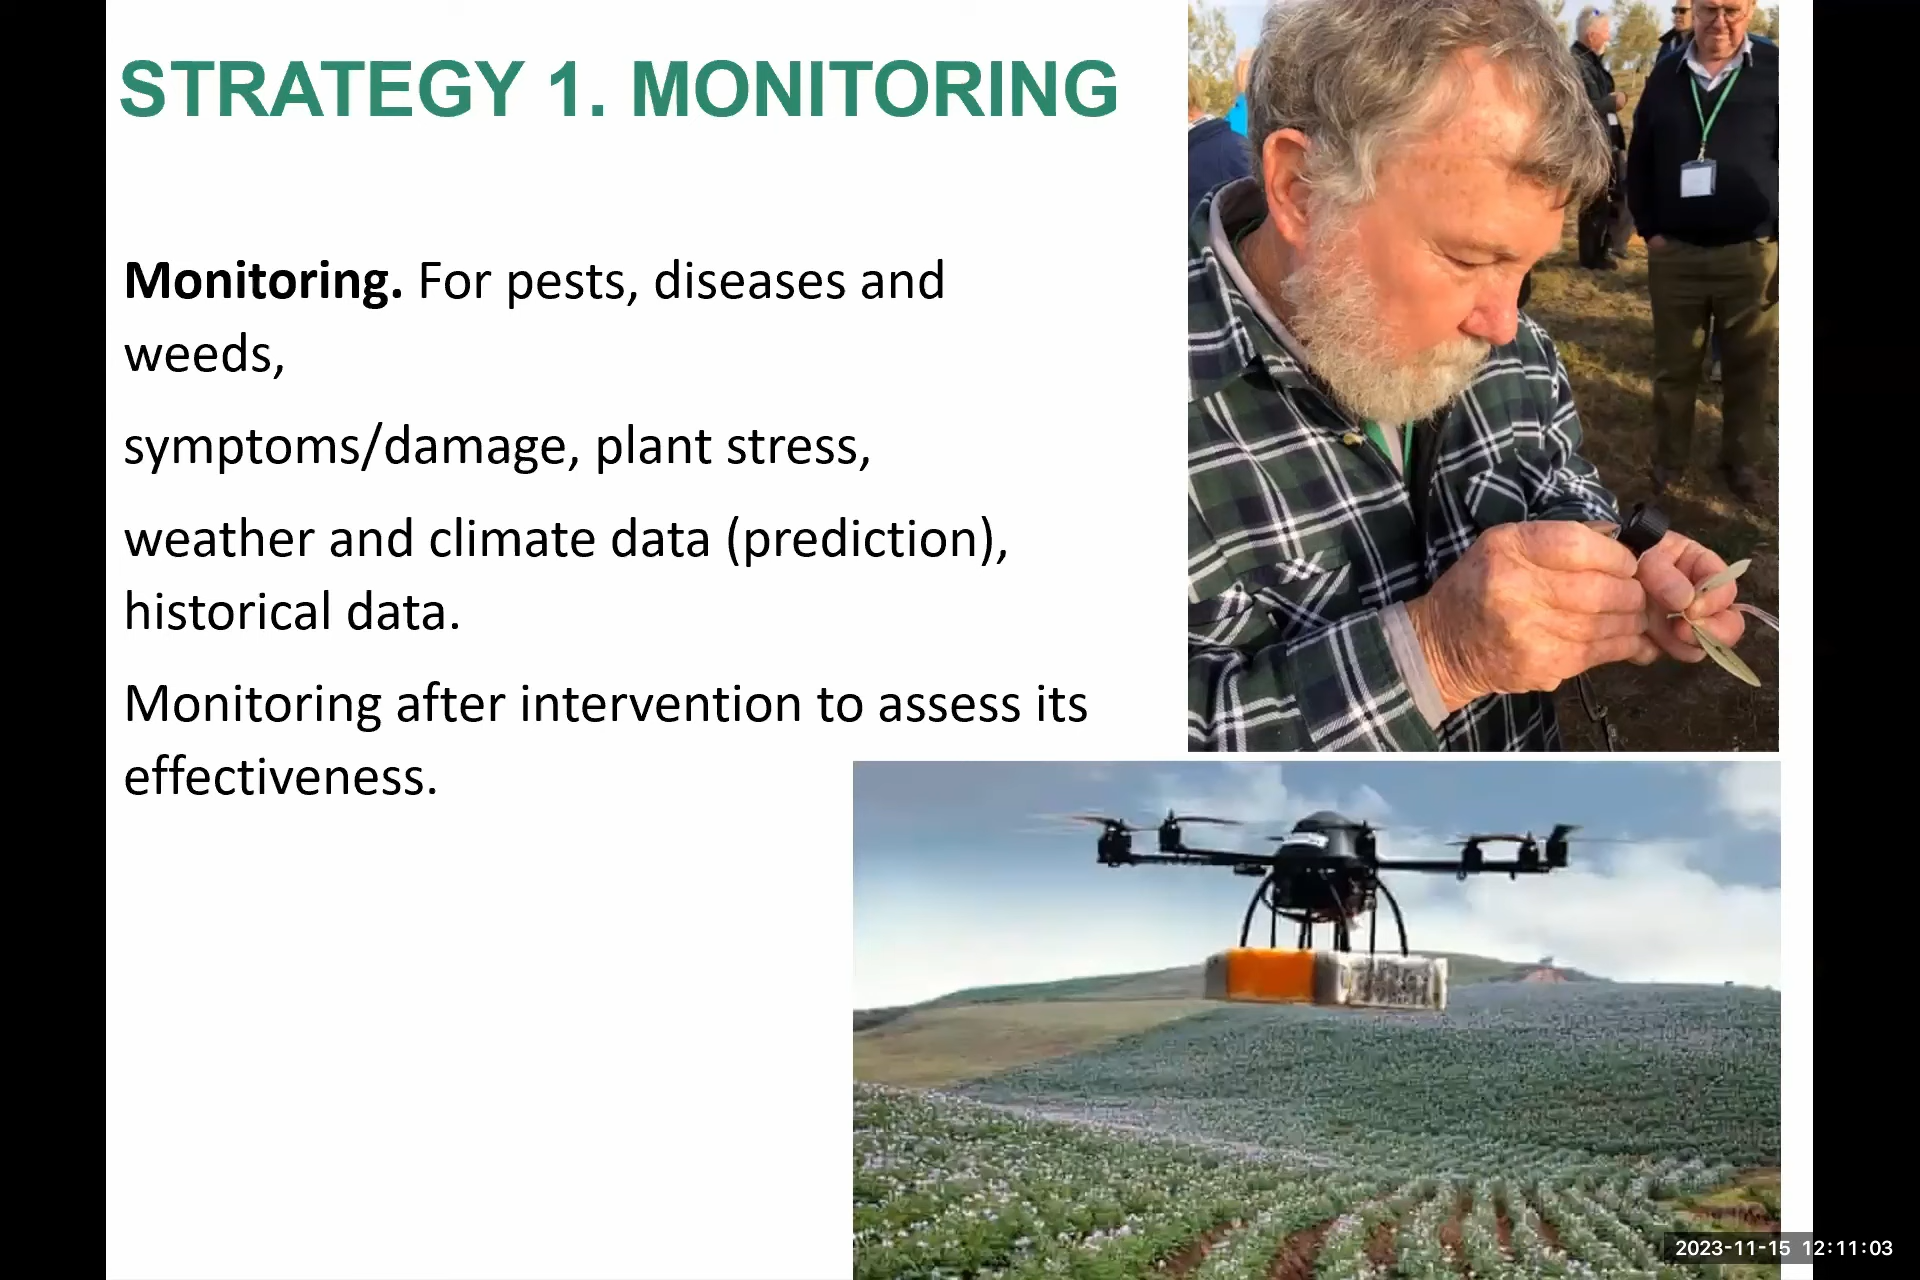 STRATEGY 1. MONITORING
Monitoring. For pests, diseases and
weeds,
symptoms/damage, plant stress,
weather and climate data (prediction),
historical data.
Monitoring after intervention to assess its
effectiveness.
2023-11-15 12:11:03